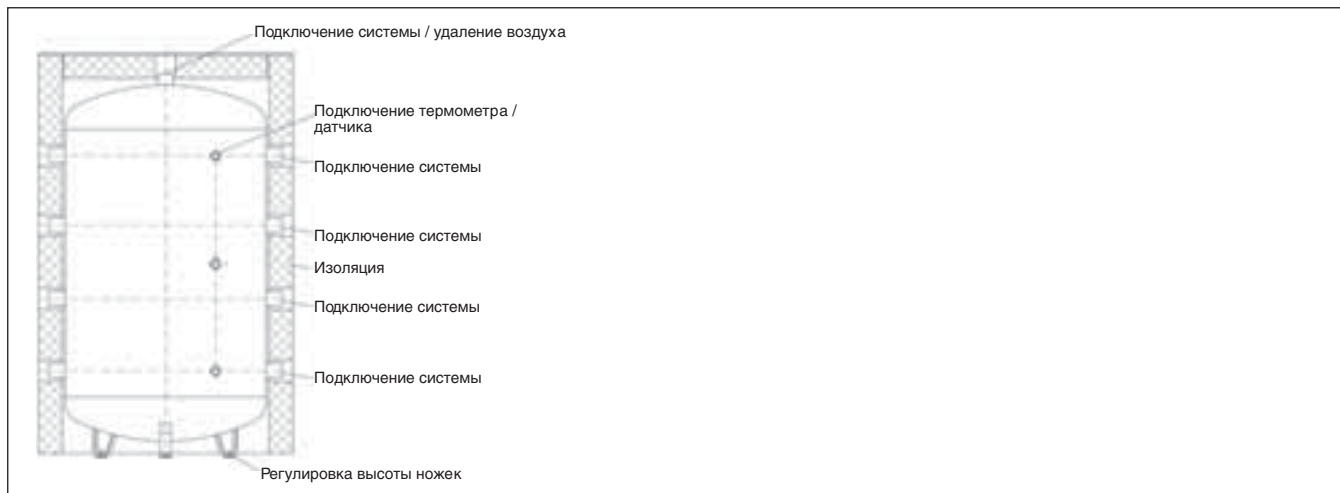 Подключение системы / удаление воздуха
Подключение термометра /
датчика
Подключение системы
Подключение системы
Изоляция
Подключение системы
Подключение системы
Регулировка высоты ножек